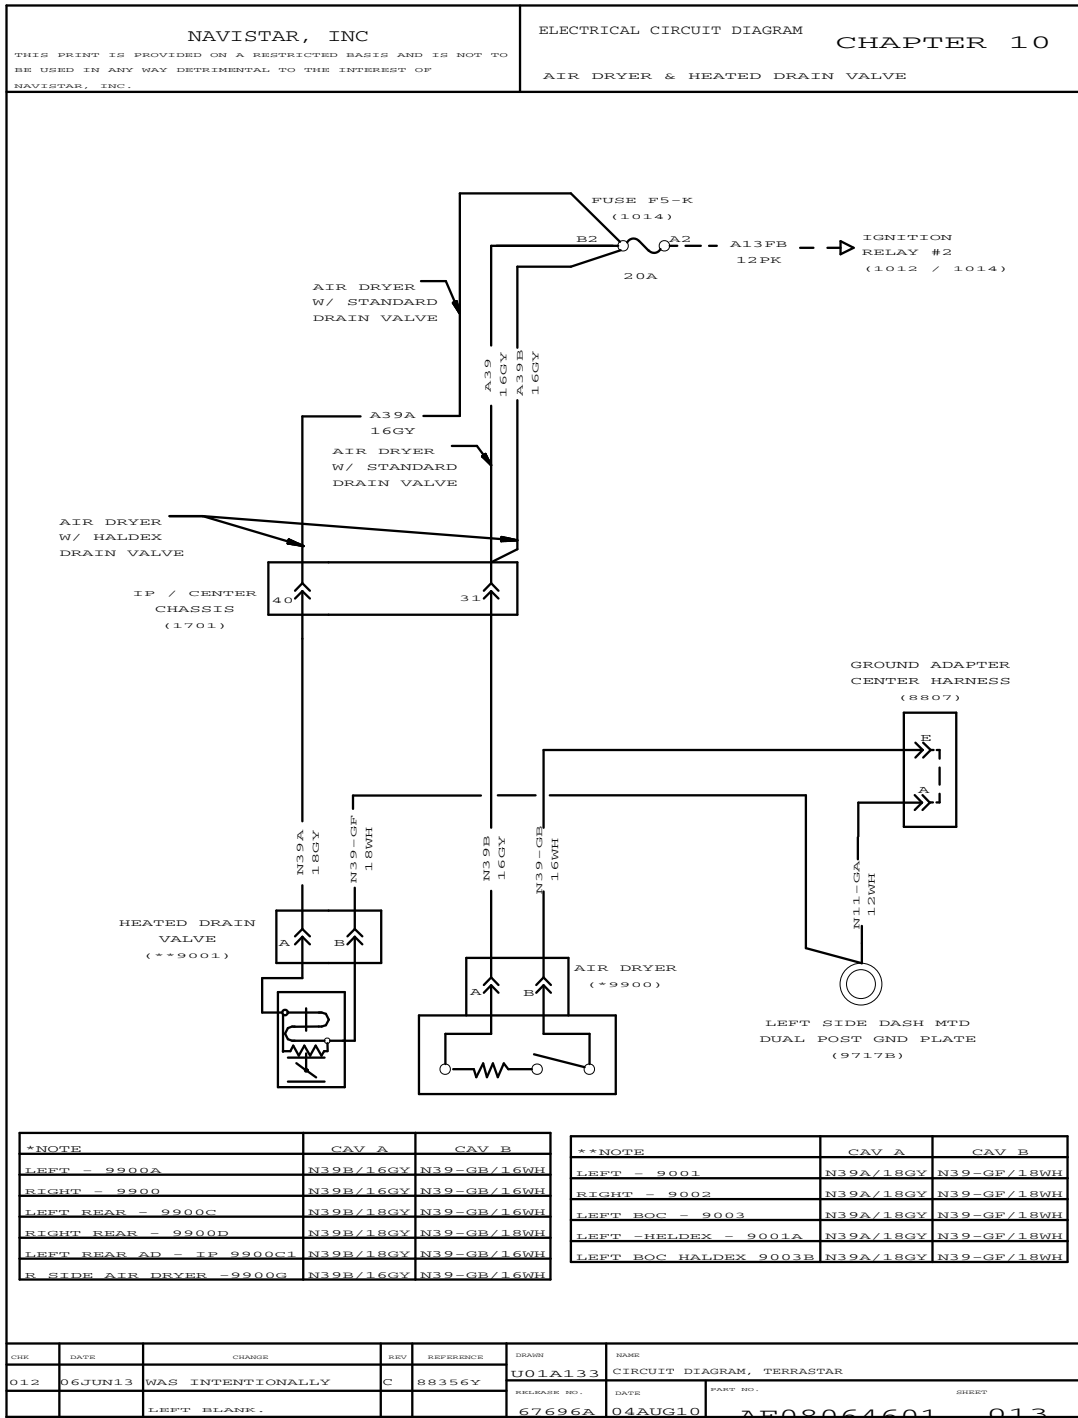 NAVISTAR, INC
THIS PRINT IS PROVIDED ON A RESTRICTED BASIS AND IS NOT TO
BE USED IN ANY WAY DETRIMENTAL TO THE INTEREST OF
NAVISTAR, INC.
ELECTRICAL CIRCUIT DIAGRAM
CHAPTER 10
AIR DRYER & HEATED DRAIN VALVE
FUSE F5-K
(1014)
B2
A2
20A
A13FB
12PK
IGNITION
RELAY #2
(1012 / 1014)
AIR DRYER
W/ STANDARD
DRAIN VALVE
A39
16GY
A39B
16GY
A39A
16GY
AIR DRYER
W/ STANDARD
DRAIN VALVE
AIR DRYER
W/ HALDEX
DRAIN VALVE
IP / CENTER
CHASSIS
(1701)
40
31
GROUND ADAPTER
CENTER HARNESS
(8807)
E
A
N39A
18GY
N39-GF
18WH
N39B
16GY
N39-GB
16WH
N11-GA
12WH
HEATED DRAIN
VALVE
(**9001)
A
B
AIR DRYER
(*9900)
A
B
LEFT SIDE DASH MTD
DUAL POST GND PLATE
(9717B)
*NOTE CAV A CAV B
LEFT - 9900A N39B/16GY N39-GB/16WH
RIGHT - 9900 N39B/16GY N39-GB/16WH
LEFT REAR - 9900C N39B/18GY N39-GB/16WH
RIGHT REAR - 9900D N39B/18GY N39-GB/18WH
LEFT REAR AD - IP 9900C1 N39B/18GY N39-GB/16WH
R SIDE AIR DRYER -9900G N39B/16GY N39-GB/16WH
**NOTE CAV A CAV B
LEFT - 9001 N39A/18GY N39-GF/18WH
RIGHT - 9002 N39A/18GY N39-GF/18WH
LEFT BOC - 9003 N39A/18GY N39-GF/18WH
LEFT -HELDEX - 9001A N39A/18GY N39-GF/18WH
LEFT BOC HALDEX 9003B N39A/18GY N39-GF/18WH
CHK DATE CHANGE REV REFERENCE
012 06JUN13 WAS INTENTIONALLY C 88356Y
LEFT BLANK.
DRAWN
U01A133
NAME
CIRCUIT DIAGRAM, TERRASTAR
RELEASE NO.
67696A
DATE
04AUG10
PART NO.
AF08064601
SHEET
013